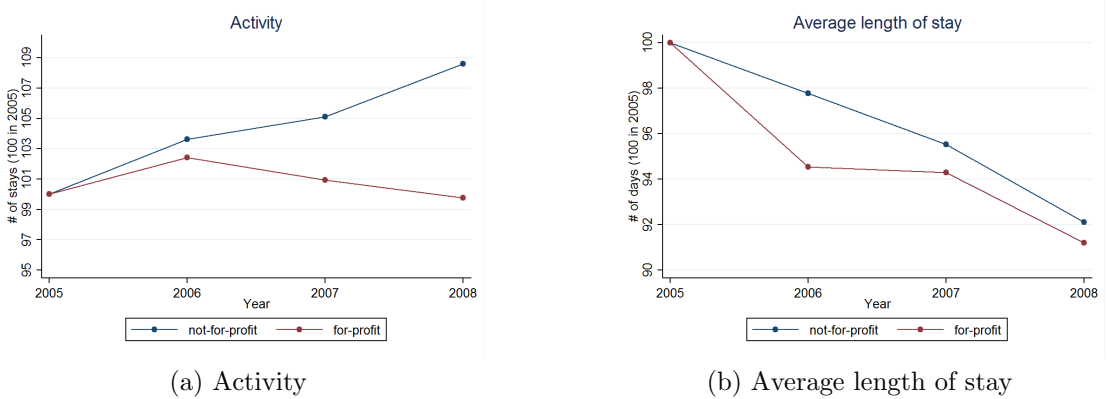 Activity
# of stays (100 in 2005)
109
107
105
103
101
99
97
95
2005 2006 2007 2008
Year
not-for-profit for-profit
(a) Activity
Average length of stay
# of days (100 in 2005)
100
98
96
94
92
90
2005 2006 2007 2008
Year
not-for-profit for-profit
(b) Average length of stay